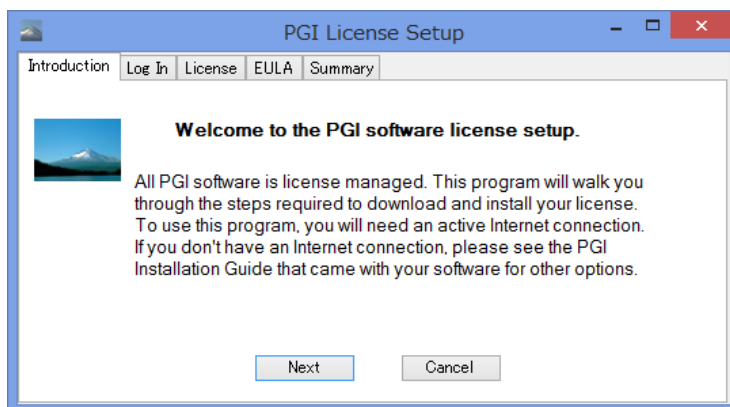 PGI License Setup
Introduction Log In License EULA Summary
Welcome to the PGI software license setup.
All PGI software is license managed. This program will walk you
through the steps required to download and install your license.
To use this program, you will need an active Internet connection.
If you don't have an Internet connection, please see the PGI
Installation Guide that came with your software for other options.
Next Cancel